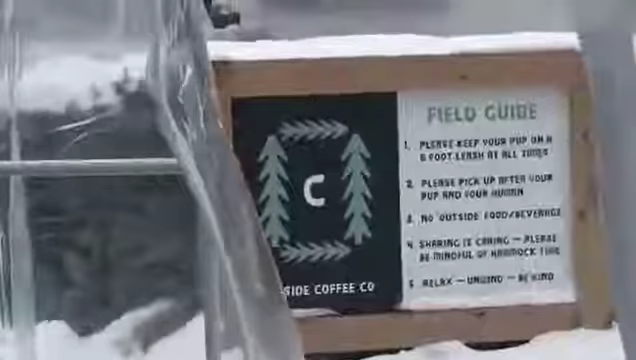 C
SIDE COFFEE CO
FIELD GUIDE
1. PLEASE KEEP YOUR PUP ON A
6 FOOT LEASH AT ALL TIMES
2. PLEASE PICK UP AFTER YOUR
PUP AND YOUR HUMAN
3. NO OUTSIDE FOOD/BEVERAGE
4. SHARING IS CARING — PLEASE
BE MINDFUL OF HAMMOCK TIME
5. RELAX — UNWIND — BE KIND